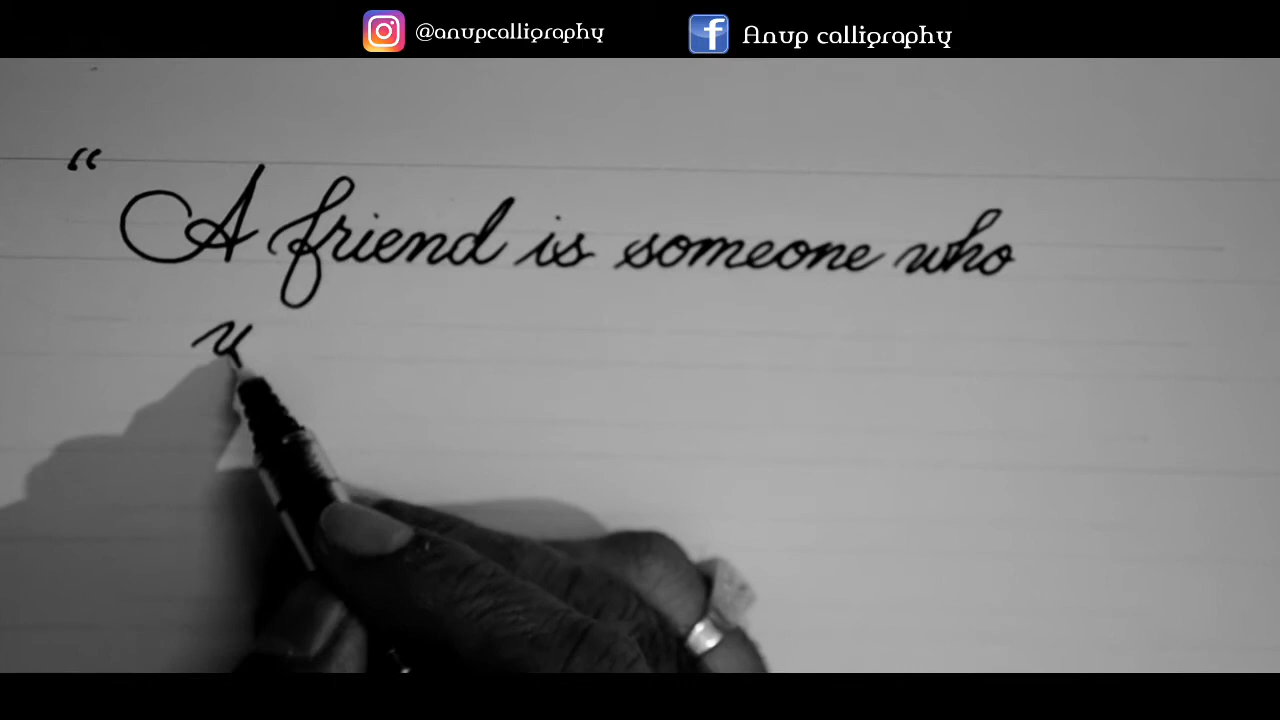 @anupcalligraphy Anup calligraphy
“A friend is someone who